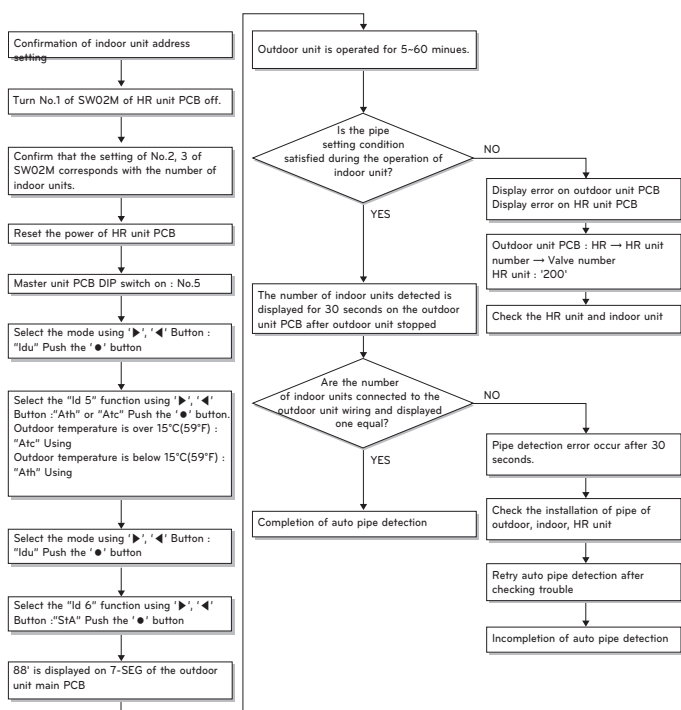 Confirmation of indoor unit address
setting
Turn No.1 of SW02M of HR unit PCB off.
Confirm that the setting of No.2, 3 of
SW02M corresponds with the number of
indoor units.
Reset the power of HR unit PCB
Master unit PCB DIP switch on : No.5
Select the mode using '▶', '◀' Button :
"Idu" Push the '●' button
Select the "Id 5" function using '▶', '◀'
Button :"Ath" or "Atc" Push the '●' button.
Outdoor temperature is over 15°C(59°F) :
"Atc" Using
Outdoor temperature is below 15°C(59°F) :
"Ath" Using
Select the mode using '▶', '◀' Button :
"Idu" Push the '●' button
Select the "Id 6" function using '▶', '◀'
Button :"StA" Push the '●' button
88' is displayed on 7-SEG of the outdoor
unit main PCB
Outdoor unit is operated for 5~60 minues.
Is the pipe
setting condition
satisfied during the operation of
indoor unit?
NO
YES
Display error on outdoor unit PCB
Display error on HR unit PCB
Outdoor unit PCB : HR → HR unit
number → Valve number
HR unit : '200'
Check the HR unit and indoor unit
The number of indoor units detected is
displayed for 30 seconds on the outdoor
unit PCB after outdoor unit stopped
Are the number
of indoor units connected to the
outdoor unit wiring and displayed
one equal?
NO
YES
Pipe detection error occur after 30
seconds.
Check the installation of pipe of
outdoor, indoor, HR unit
Retry auto pipe detection after
checking trouble
Incompletion of auto pipe detection
Completion of auto pipe detection